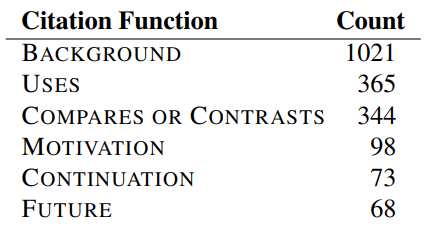 Citation Function Count
BACKGROUND 1021
USES 365
COMPARES OR CONTRASTS 344
MOTIVATION 98
CONTINUATION 73
FUTURE 68